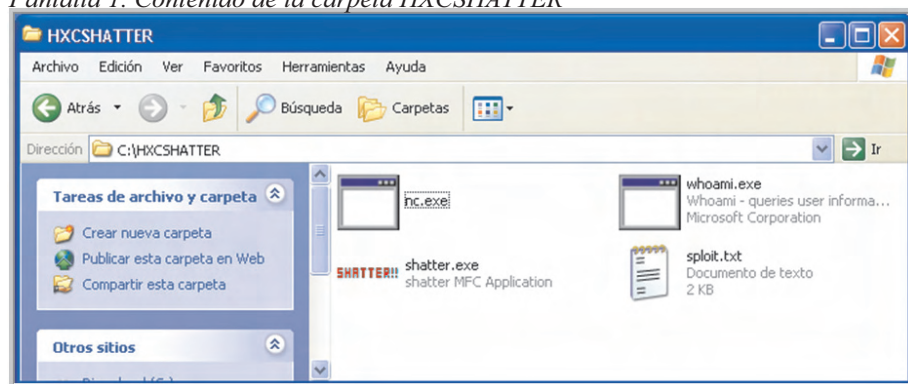 Pantalla 1. Contenido de la carpeta HXCSHATTER
HXCSHATTER
Archivo Edición Ver Favoritos Herramientas Ayuda
Atrás Búsqueda Carpetas
Dirección C:\HXCSHATTER Ir
Tareas de archivo y carpeta
Crear nueva carpeta
Publicar esta carpeta en Web
Compartir esta carpeta
Otros sitios
nc.exe
whoami.exe
Whoami - queries user informa...
Microsoft Corporation
SHATTER!!
shatter.exe
shatter MFC Application
sploit.txt
Documento de texto
2 KB